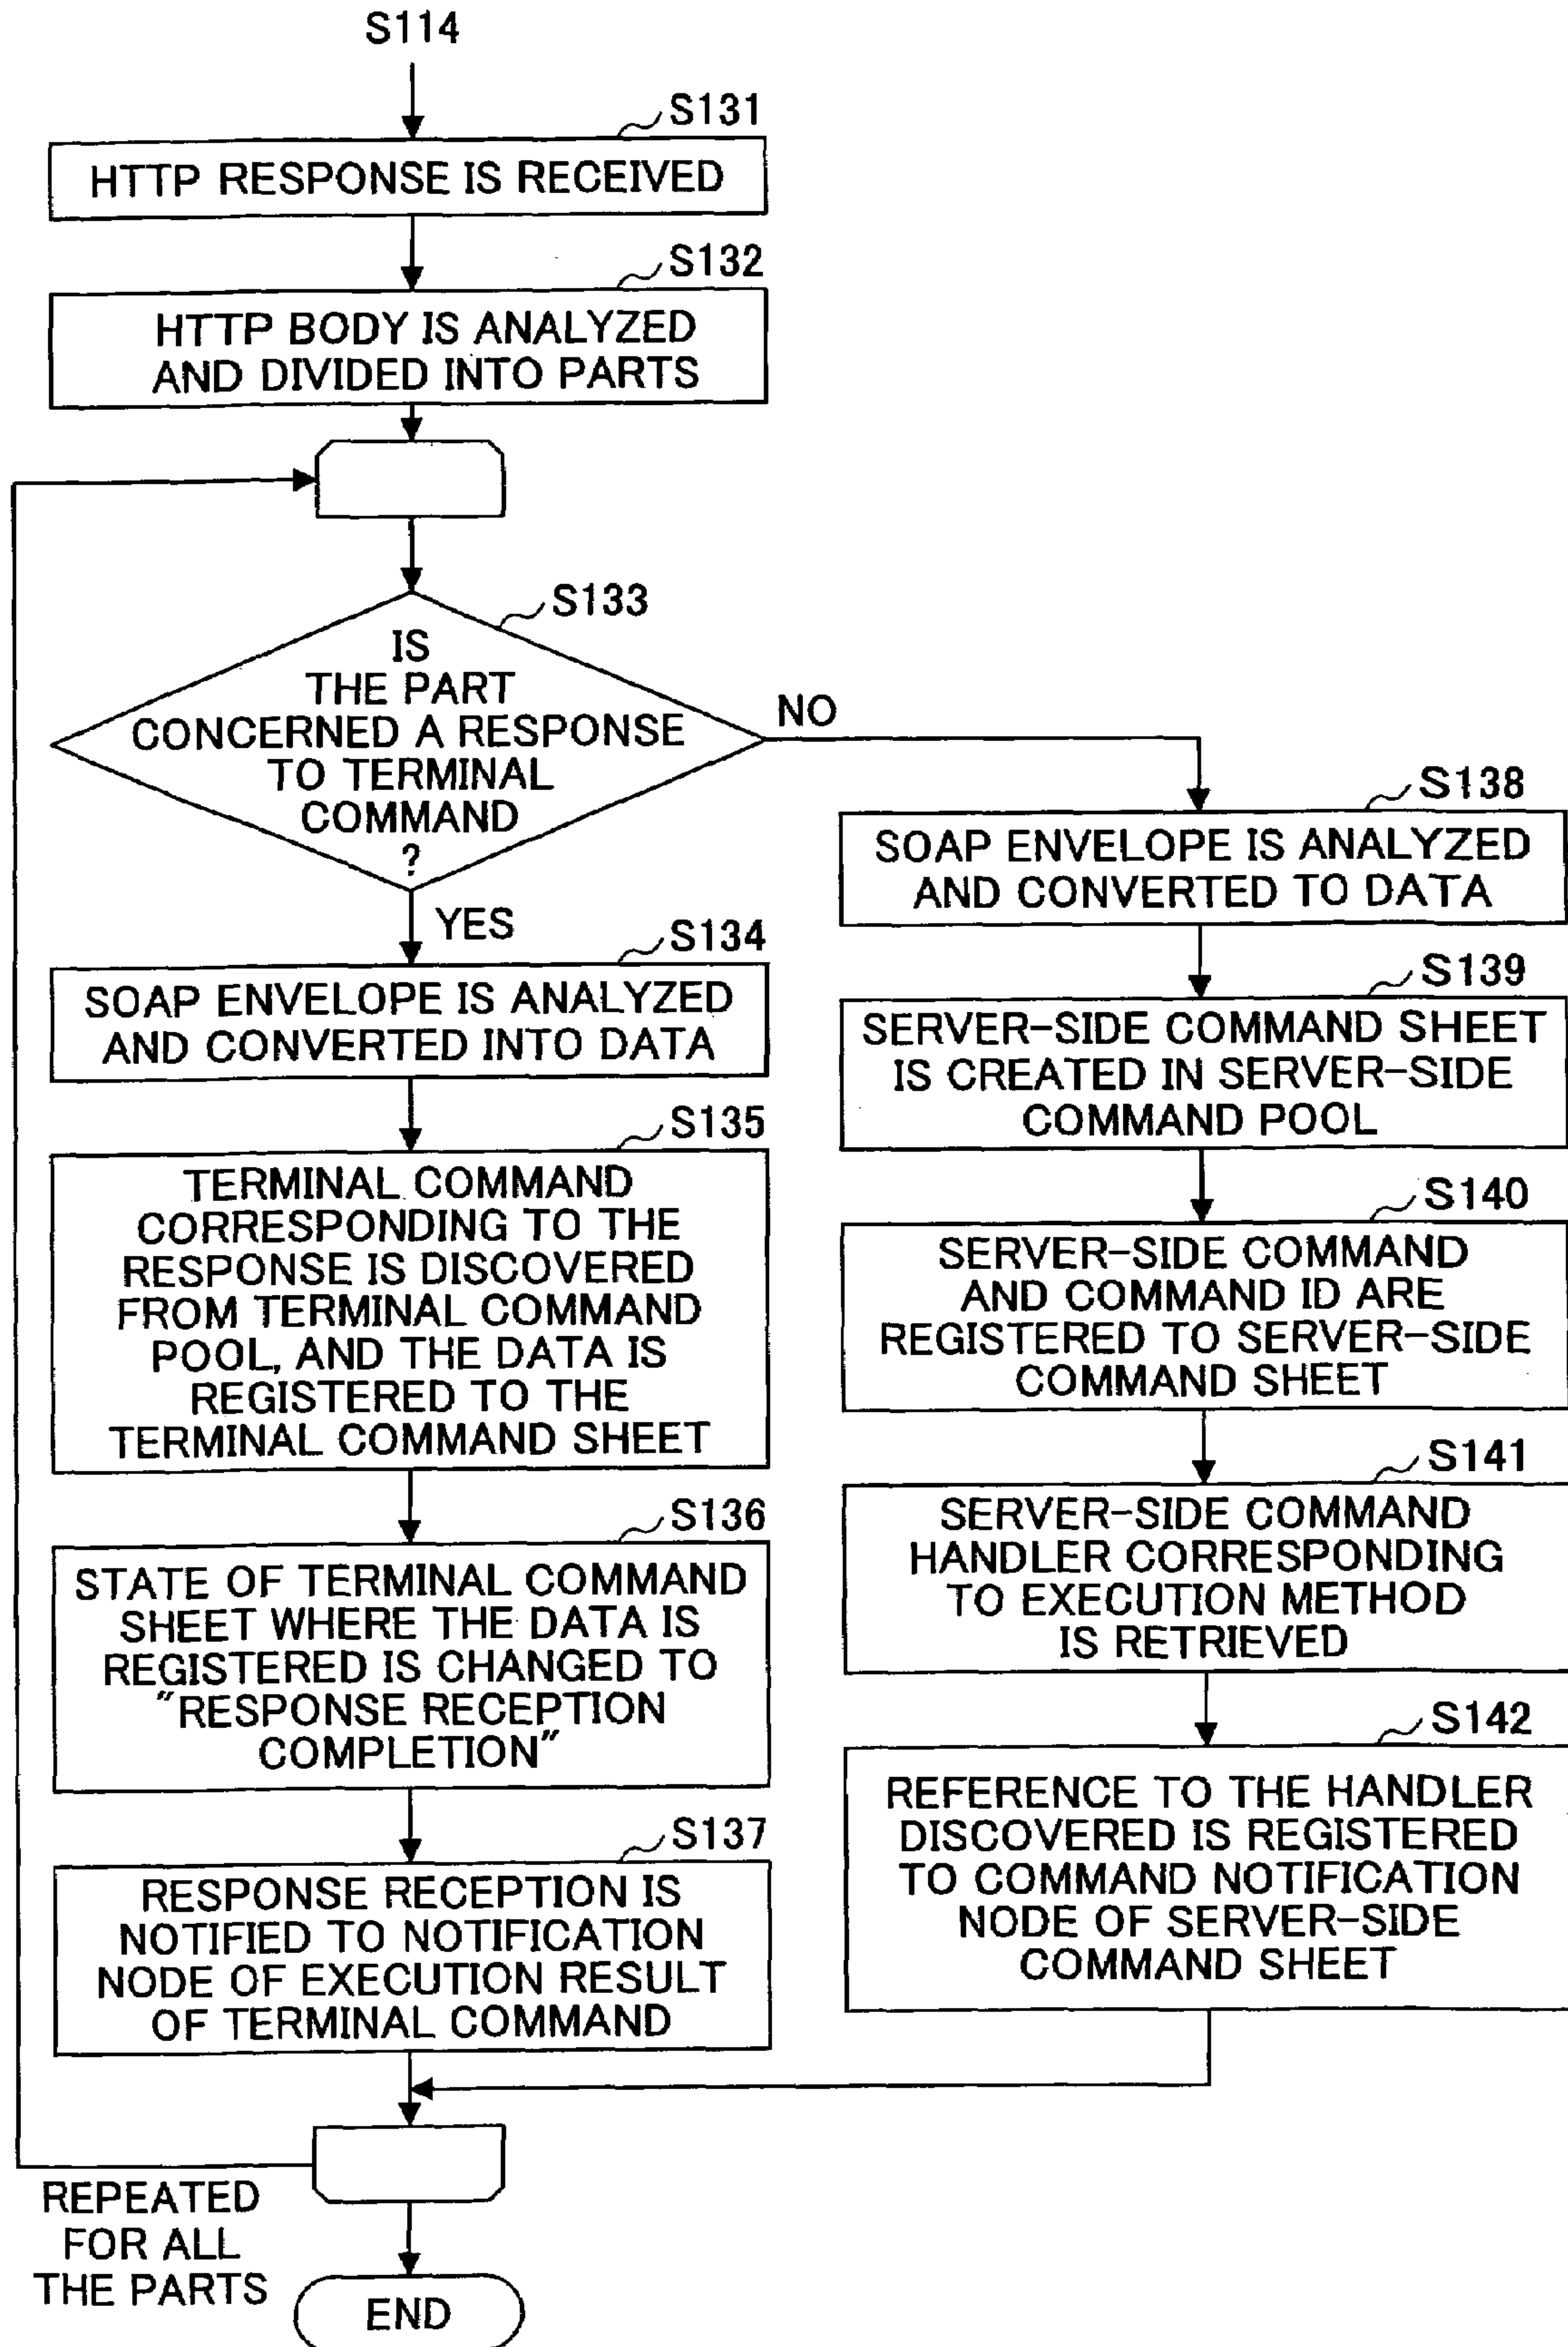 S114
S131
HTTP RESPONSE IS RECEIVED
S132
HTTP BODY IS ANALYZED
AND DIVIDED INTO PARTS
S133
IS
THE PART
CONCERNED A RESPONSE
TO TERMINAL
COMMAND
?
NO
YES
S134
SOAP ENVELOPE IS ANALYZED
AND CONVERTED INTO DATA
S135
TERMINAL COMMAND
CORRESPONDING TO THE
RESPONSE IS DISCOVERED
FROM TERMINAL COMMAND
POOL, AND THE DATA IS
REGISTERED TO THE
TERMINAL COMMAND SHEET
S136
STATE OF TERMINAL COMMAND
SHEET WHERE THE DATA IS
REGISTERED IS CHANGED TO
"RESPONSE RECEPTION
COMPLETION"
S137
RESPONSE RECEPTION IS
NOTIFIED TO NOTIFICATION
NODE OF EXECUTION RESULT
OF TERMINAL COMMAND
S138
SOAP ENVELOPE IS ANALYZED
AND CONVERTED TO DATA
S139
SERVER-SIDE COMMAND SHEET
IS CREATED IN SERVER-SIDE
COMMAND POOL
S140
SERVER-SIDE COMMAND
AND COMMAND ID ARE
REGISTERED TO SERVER-SIDE
COMMAND SHEET
S141
SERVER-SIDE COMMAND
HANDLER CORRESPONDING
TO EXECUTION METHOD
IS RETRIEVED
S142
REFERENCE TO THE HANDLER
DISCOVERED IS REGISTERED
TO COMMAND NOTIFICATION
NODE OF SERVER-SIDE
COMMAND SHEET
REPEATED
FOR ALL
THE PARTS
END